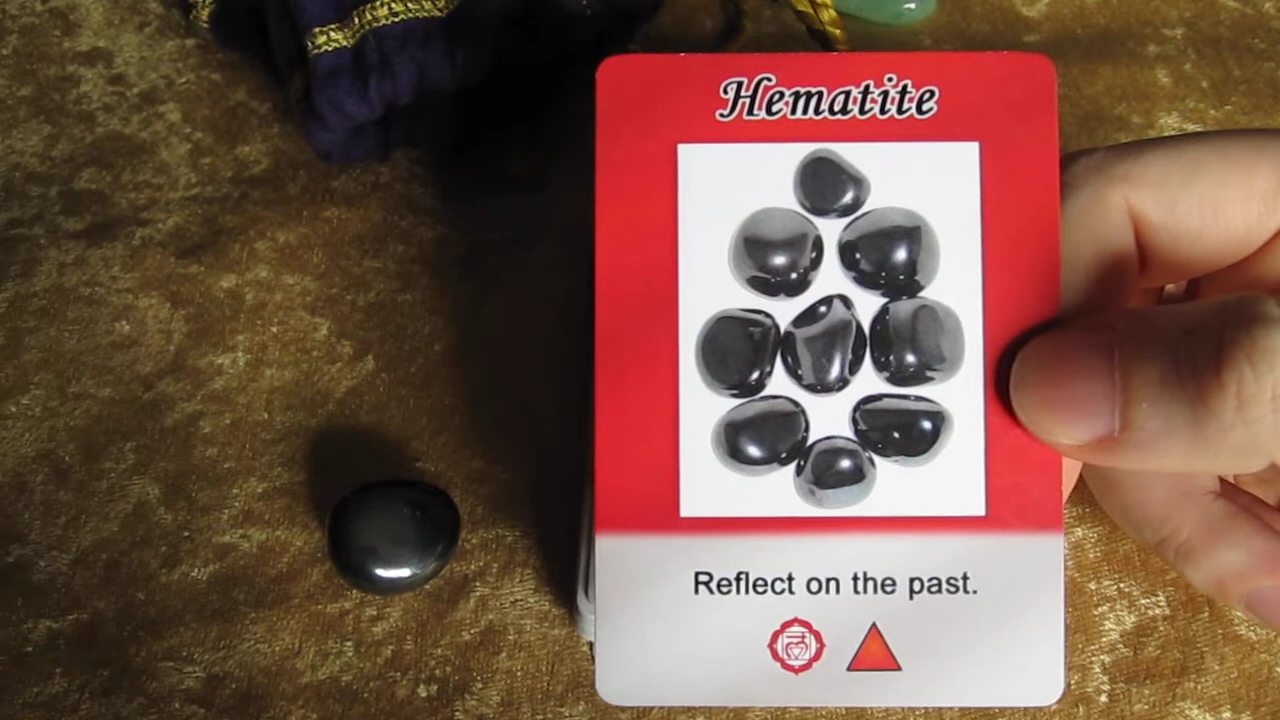 Hematite
Reflect on the past.